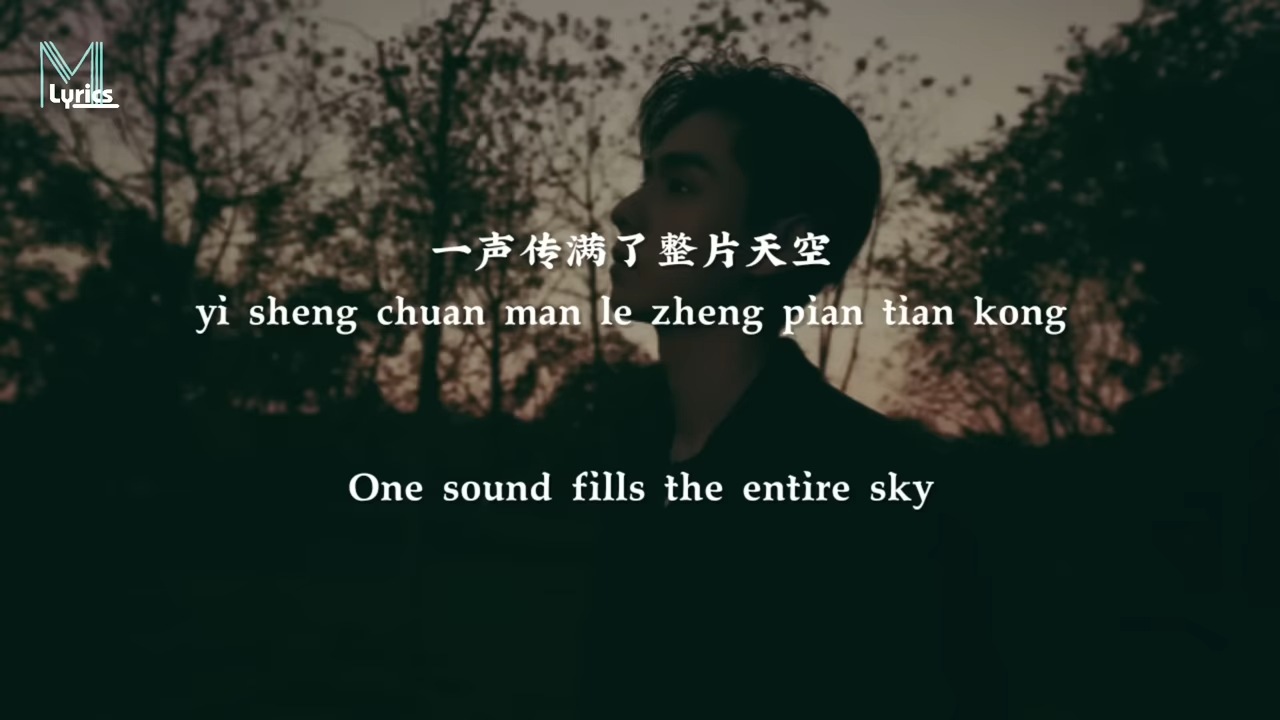 M
Lyrics
一声传满了整片天空
yi sheng chuan man le zheng pian tian kong
One sound fills the entire sky